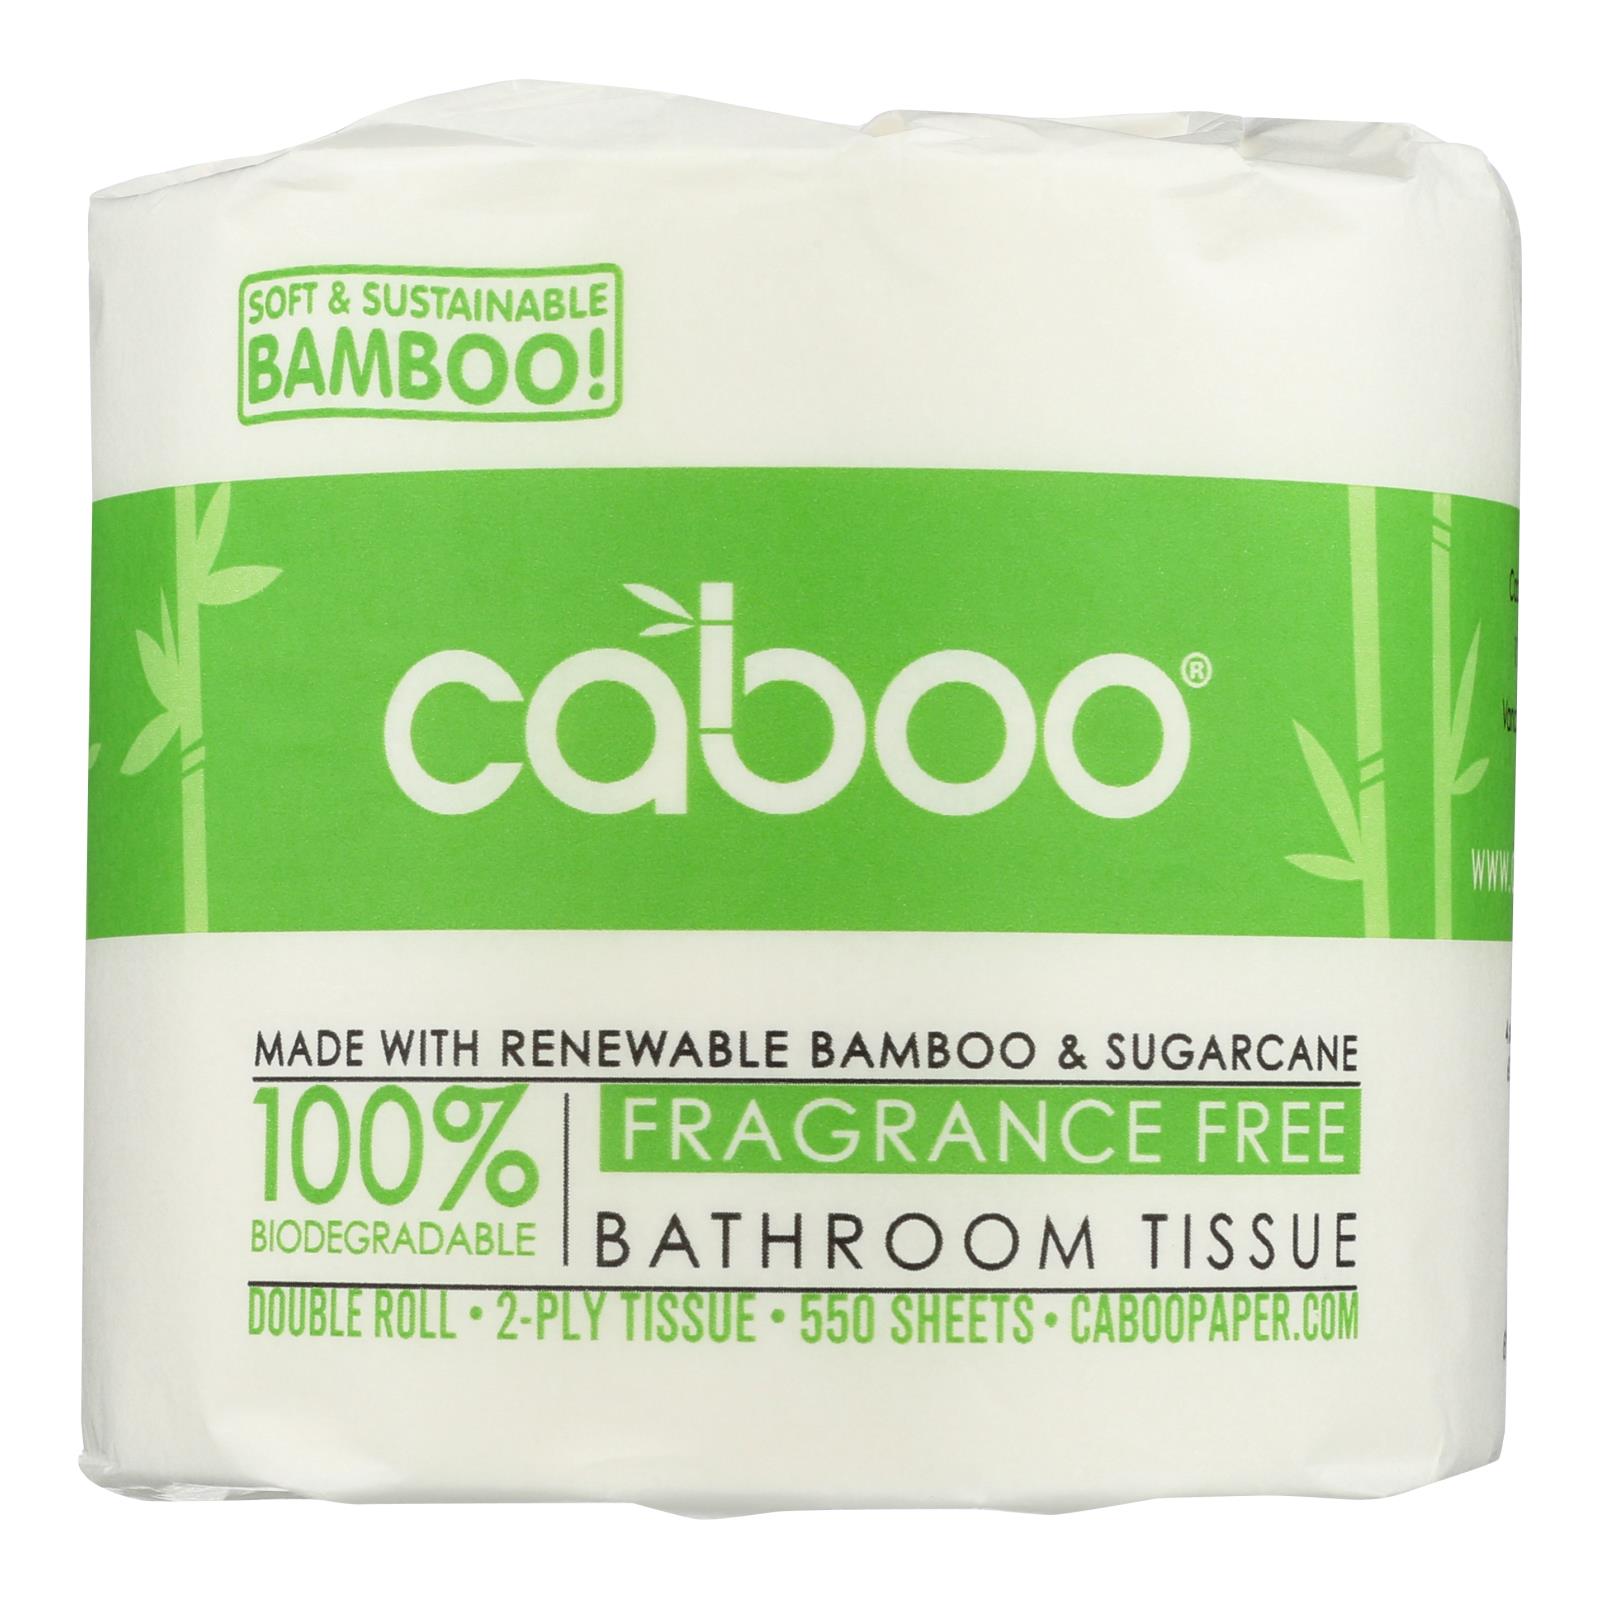 SOFT & SUSTAINABLE
BAMBOO!
caboo®
www.
MADE WITH RENEWABLE BAMBOO & SUGARCANE
100%
BIODEGRADABLE
FRAGRANCE FREE
BATHROOM TISSUE
DOUBLE ROLL • 2-PLY TISSUE • 550 SHEETS • CABOOPAPER.COM